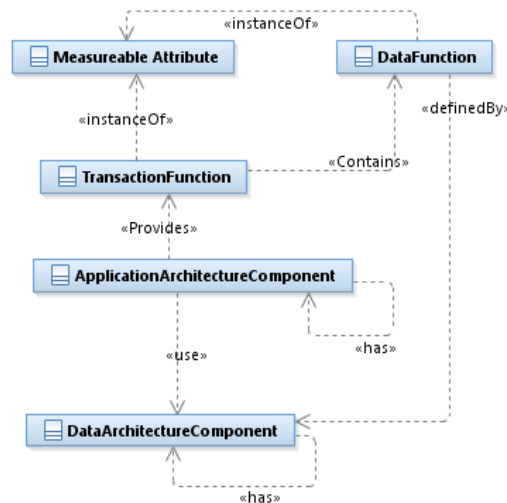 «instanceOf»
Measureable Attribute
DataFunction
«definedBy»
«instanceOf»
«Contains»
TransactionFunction
«Provides»
ApplicationArchitectureComponent
«has»
«use»
DataArchitectureComponent
«has»